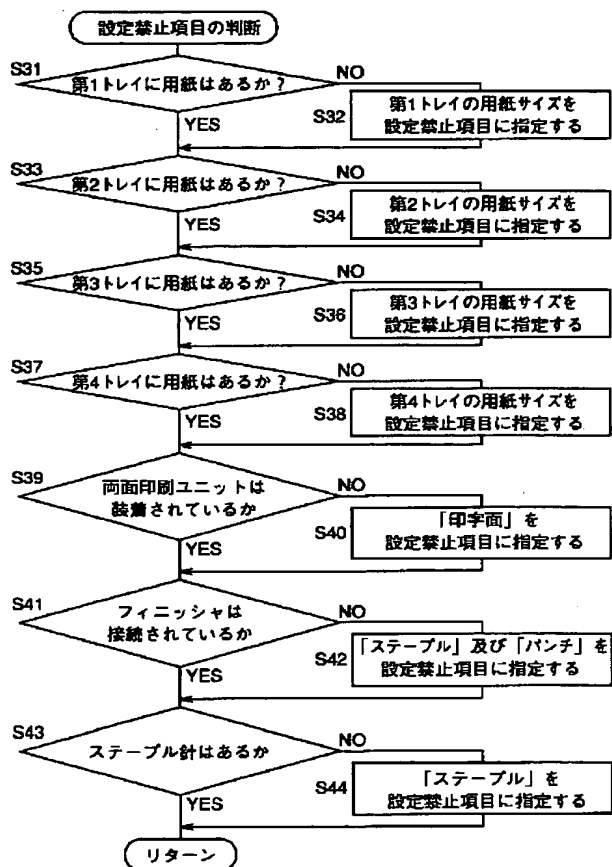 設定禁止項目の判断
S31
第1トレイに用紙はあるか?
NO
YES
S32
第1トレイの用紙サイズを
設定禁止項目に指定する
S33
第2トレイに用紙はあるか?
NO
YES
S34
第2トレイの用紙サイズを
設定禁止項目に指定する
S35
第3トレイに用紙はあるか?
NO
YES
S36
第3トレイの用紙サイズを
設定禁止項目に指定する
S37
第4トレイに用紙はあるか?
NO
YES
S38
第4トレイの用紙サイズを
設定禁止項目に指定する
S39
両面印刷ユニットは
装着されているか
NO
YES
S40
「印字面」を
設定禁止項目に指定する
S41
フィニッシャは
接続されているか
NO
YES
S42
「ステープル」及び「パンチ」を
設定禁止項目に指定する
S43
ステープル針はあるか
NO
YES
S44
「ステープル」を
設定禁止項目に指定する
リターン